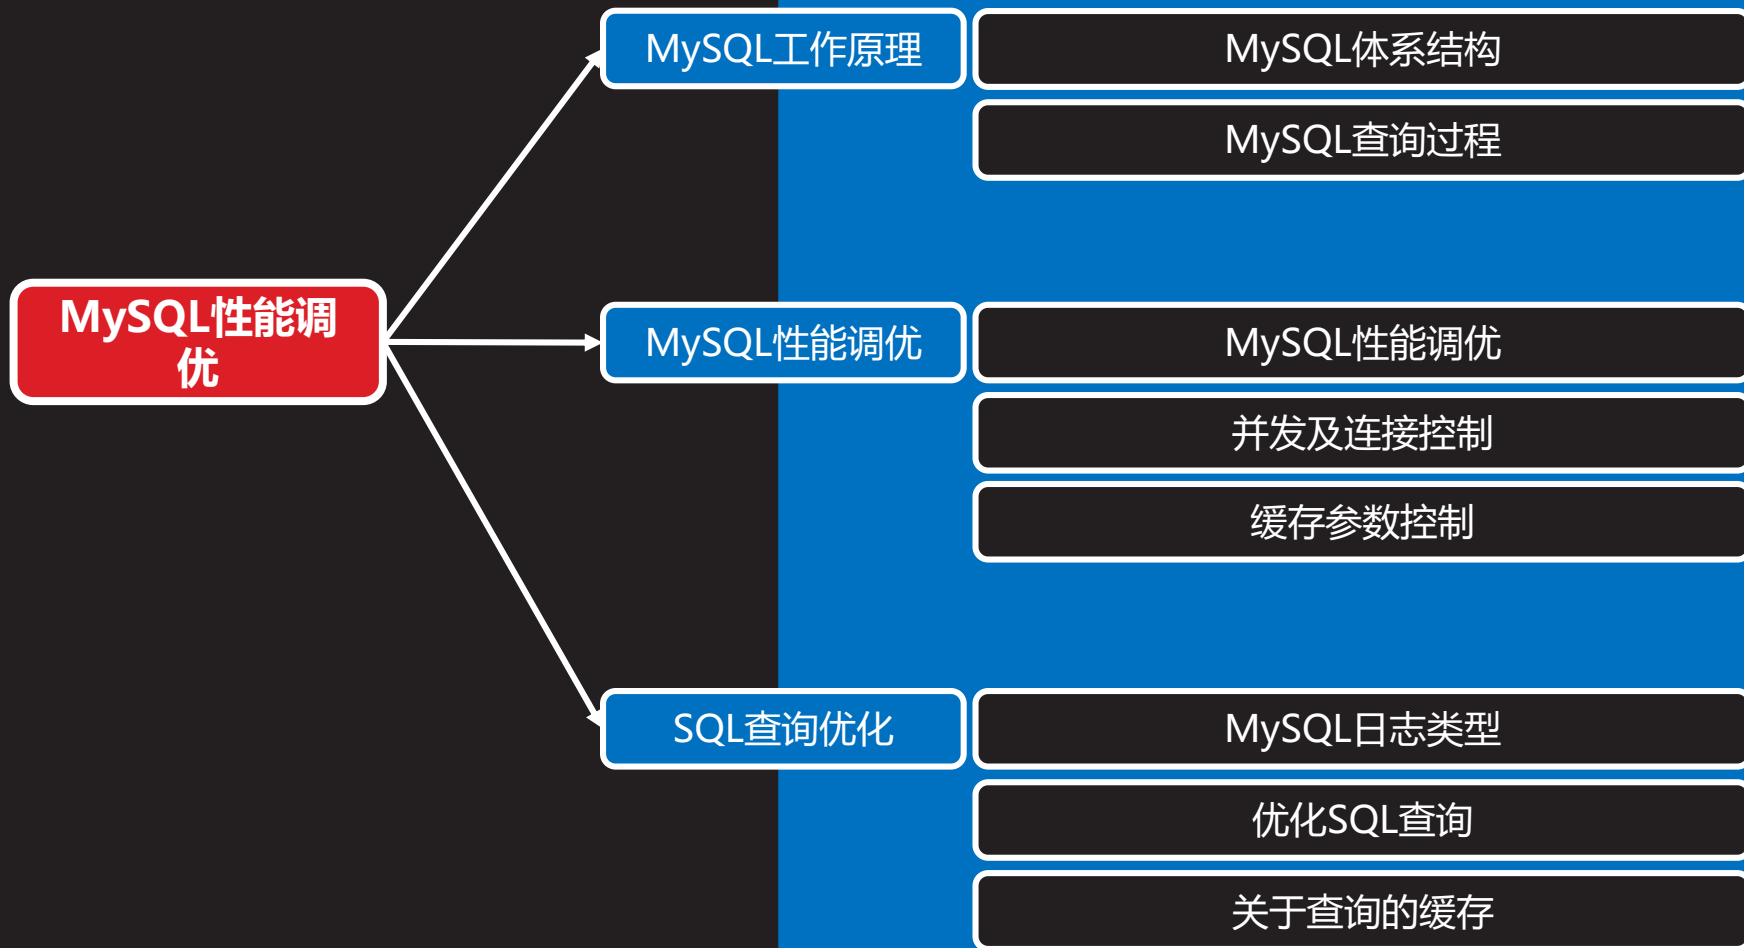 MySQL性能调
优
MySQL工作原理
MySQL体系结构
MySQL查询过程
MySQL性能调优
MySQL性能调优
并发及连接控制
缓存参数控制
SQL查询优化
MySQL日志类型
优化SQL查询
关于查询的缓存